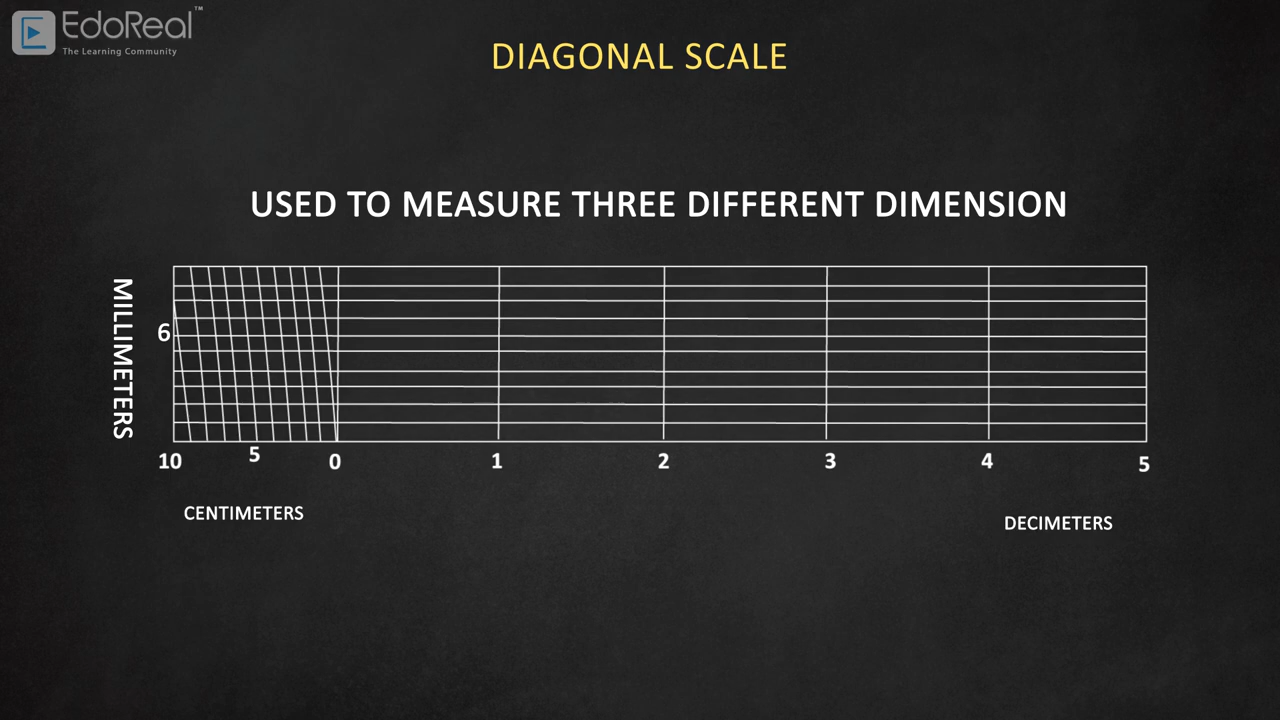 EdoReal™
The Learning Community
DIAGONAL SCALE
USED TO MEASURE THREE DIFFERENT DIMENSION
MILLIMETERS
6
10 5 0 1 2 3 4 5
CENTIMETERS
DECIMETERS